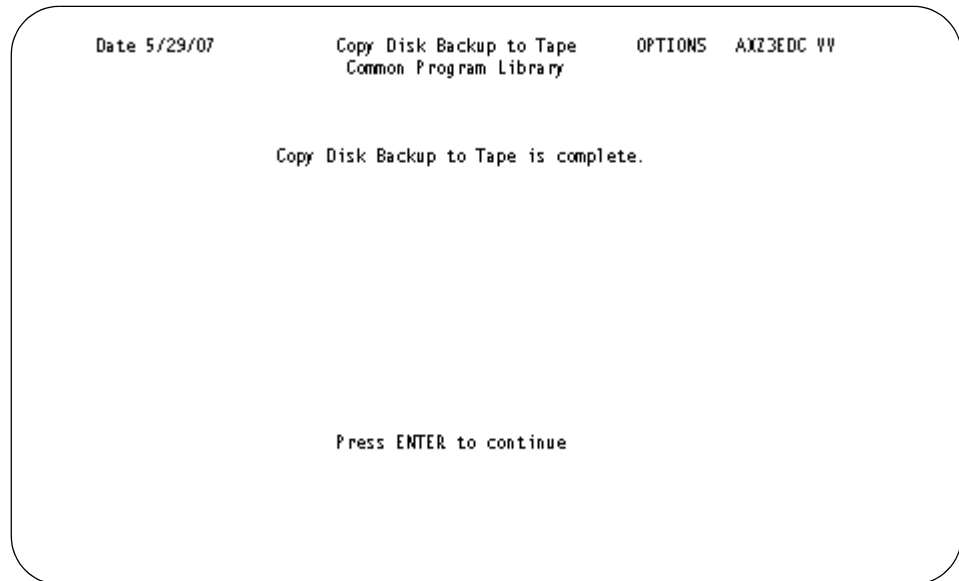 Date 5/29/07 Copy Disk Backup to Tape OPTIONS AXZ3EDC VV
Common Program Library
Copy Disk Backup to Tape is complete.
Press ENTER to continue